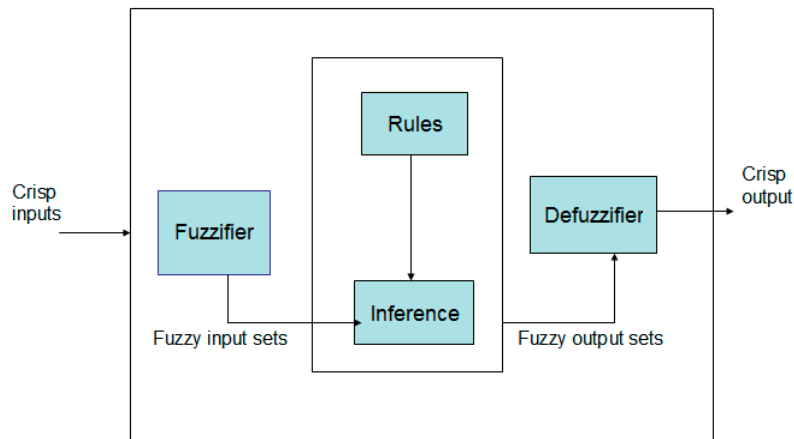 Crisp
inputs
Fuzzifier
Fuzzy input sets
Rules
Inference
Fuzzy output sets
Defuzzifier
Crisp
output